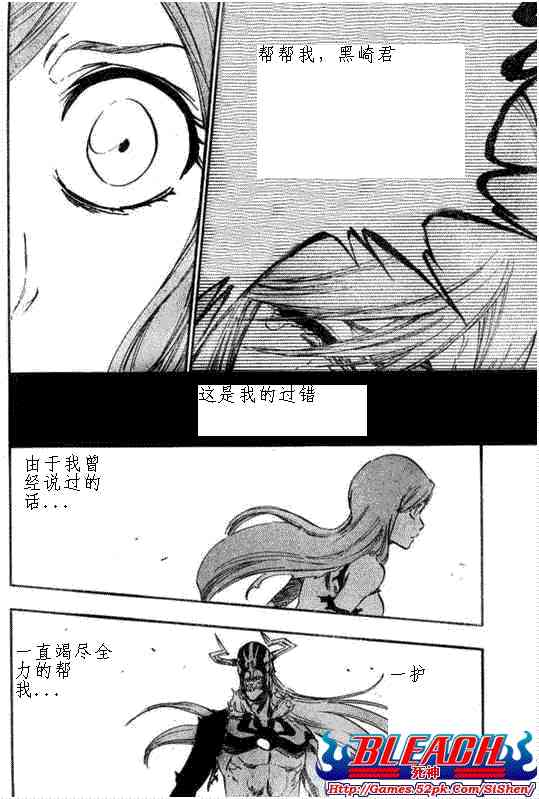 帮帮我，黑崎君
这是我的过错
由于我曾
经说过的
话...
一直竭尽全
力的帮
我...
一护
BLEACH
死神
Http://Games.52pk.Com/SiShen/